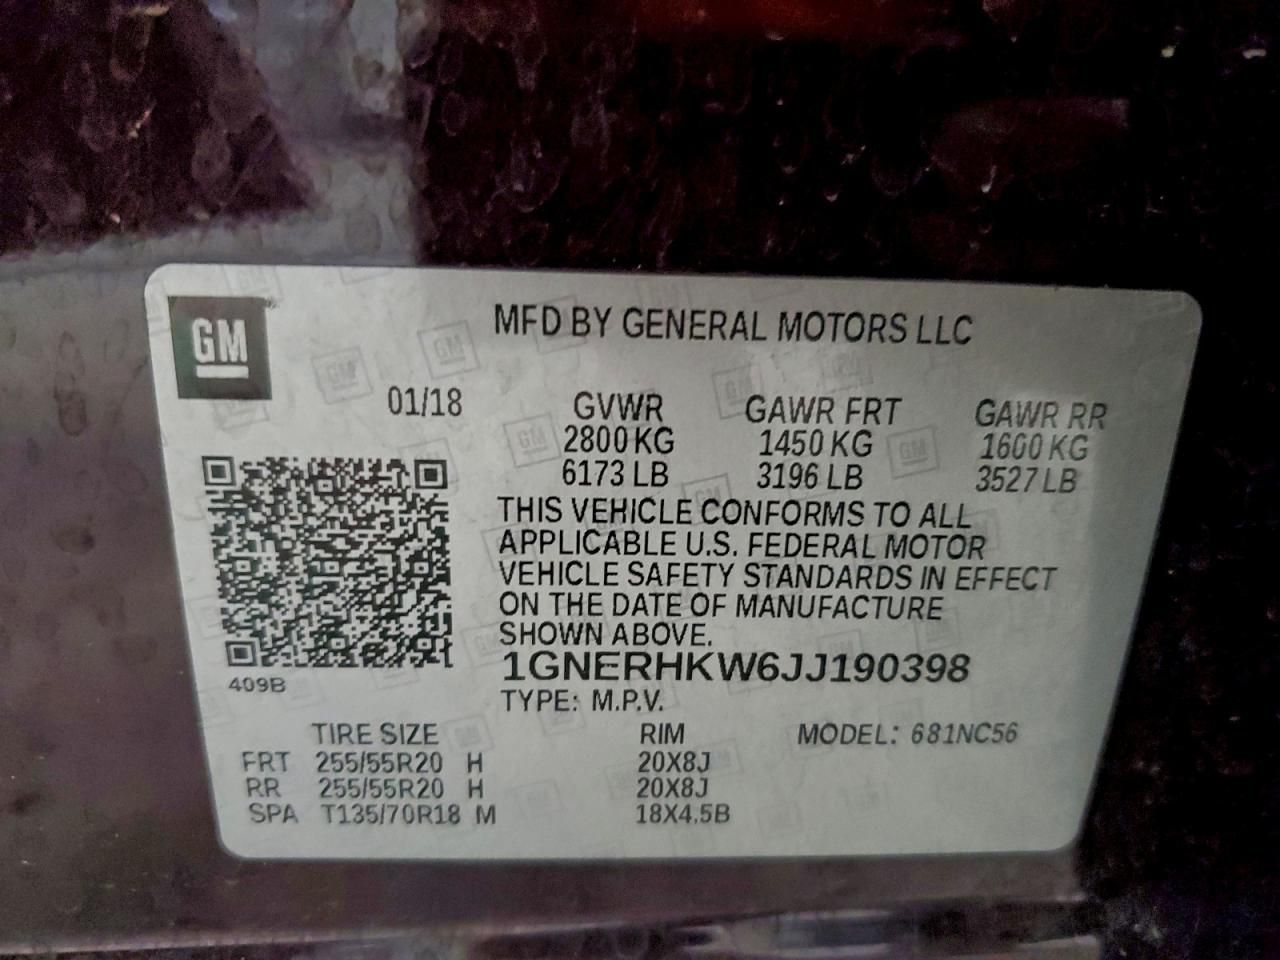 GM
MFD BY GENERAL MOTORS LLC
01/18 GVWR GAWR FRT GAWR RR
2800 KG 1450 KG 1600 KG
6173 LB 3196 LB 3527 LB
THIS VEHICLE CONFORMS TO ALL
APPLICABLE U.S. FEDERAL MOTOR
VEHICLE SAFETY STANDARDS IN EFFECT
ON THE DATE OF MANUFACTURE
SHOWN ABOVE.
1GNERHKW6JJ190398
409B
TYPE: M.P.V.
TIRE SIZE RIM MODEL: 681NC56
FRT 255/55R20 H 20X8J
RR 255/55R20 H 20X8J
SPA T135/70R18 M 18X4.5B